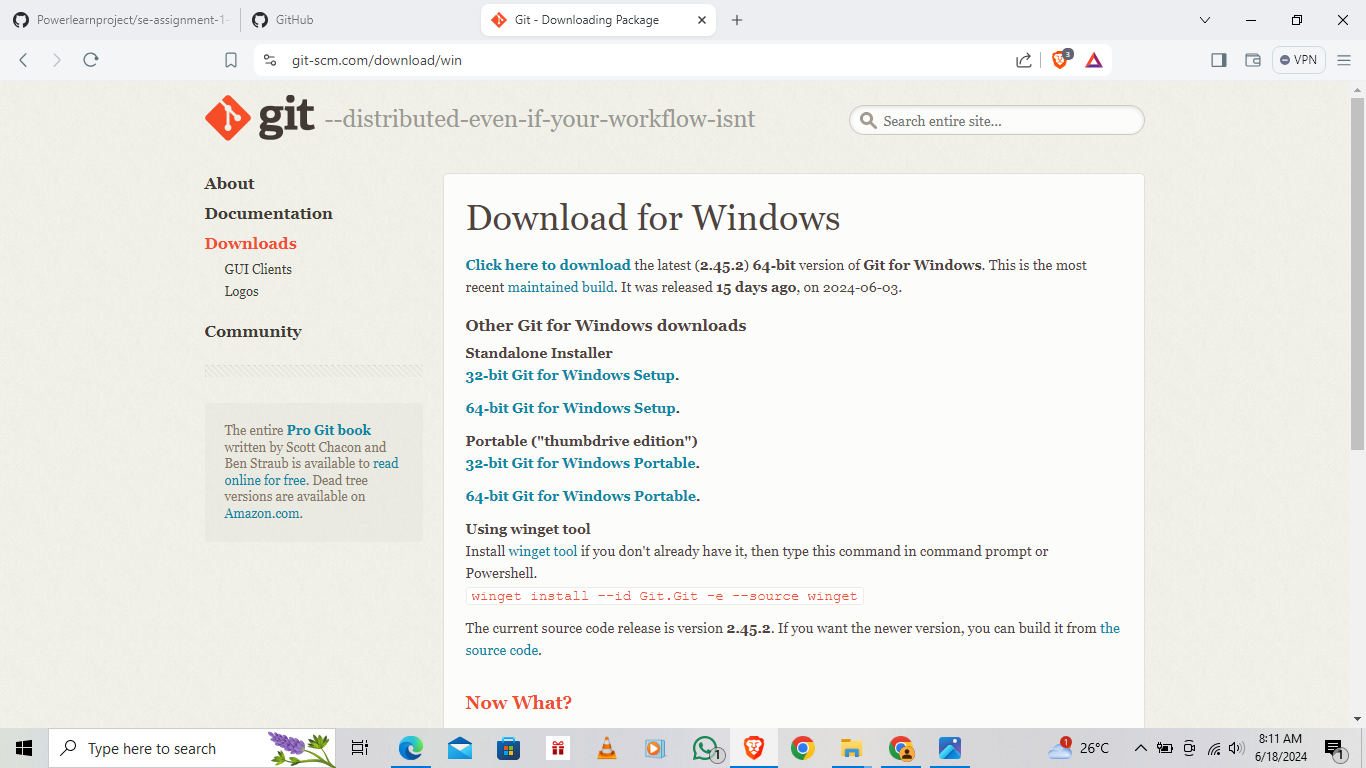 Powerlearnproject/se-assignment-1-
GitHub
Git - Downloading Package
git-scm.com/download/win
3
VPN
git --distributed-even-if-your-workflow-isnt
Search entire site...
About
Documentation
Downloads
GUI Clients
Logos
Community
The entire Pro Git book
written by Scott Chacon and
Ben Straub is available to read
online for free. Dead tree
versions are available on
Amazon.com.
Download for Windows
Click here to download the latest (2.45.2) 64-bit version of Git for Windows. This is the most
recent maintained build. It was released 15 days ago, on 2024-06-03.
Other Git for Windows downloads
Standalone Installer
32-bit Git for Windows Setup.
64-bit Git for Windows Setup.
Portable ("thumbdrive edition")
32-bit Git for Windows Portable.
64-bit Git for Windows Portable.
Using winget tool
Install winget tool if you don't already have it, then type this command in command prompt or
Powershell.
winget install --id Git.Git -e --source winget
The current source code release is version 2.45.2. If you want the newer version, you can build it from the
source code.
Now What?
Type here to search
1
1
26°C
8:11 AM
6/18/2024
1